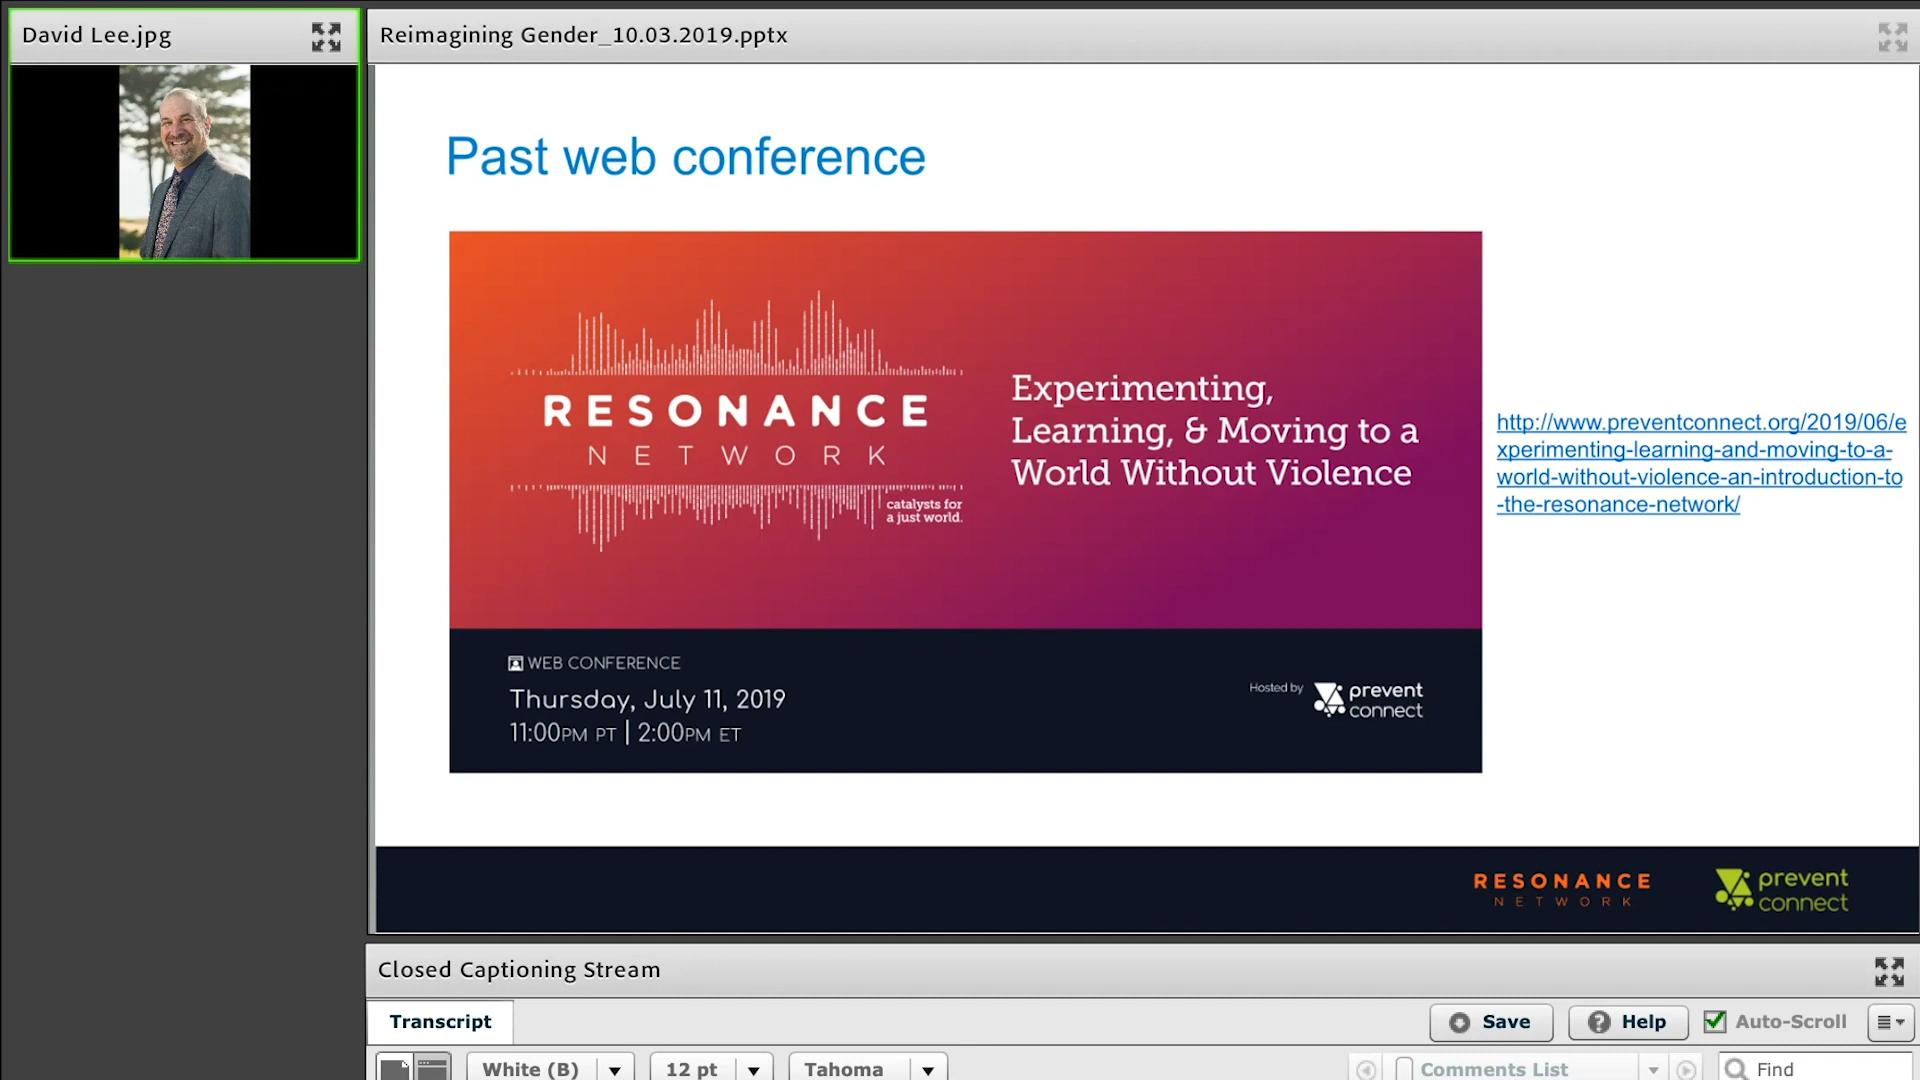 David Lee.jpg
Reimagining Gender_10.03.2019.pptx
Past web conference
RESONANCE
NETWORK
catalysts for
a just world.
Experimenting,
Learning, & Moving to a
World Without Violence
http://www.preventconnect.org/2019/06/e
xperimenting-learning-and-moving-to-a-
world-without-violence-an-introduction-to
-the-resonance-network/
WEB CONFERENCE
Thursday, July 11, 2019
11:00PM PT | 2:00PM ET
Hosted by
prevent
connect
RESONANCE
NETWORK
prevent
connect
Closed Captioning Stream
Transcript
Save
Help
Auto-Scroll
White (B)
12 pt
Tahoma
Comments List
Find